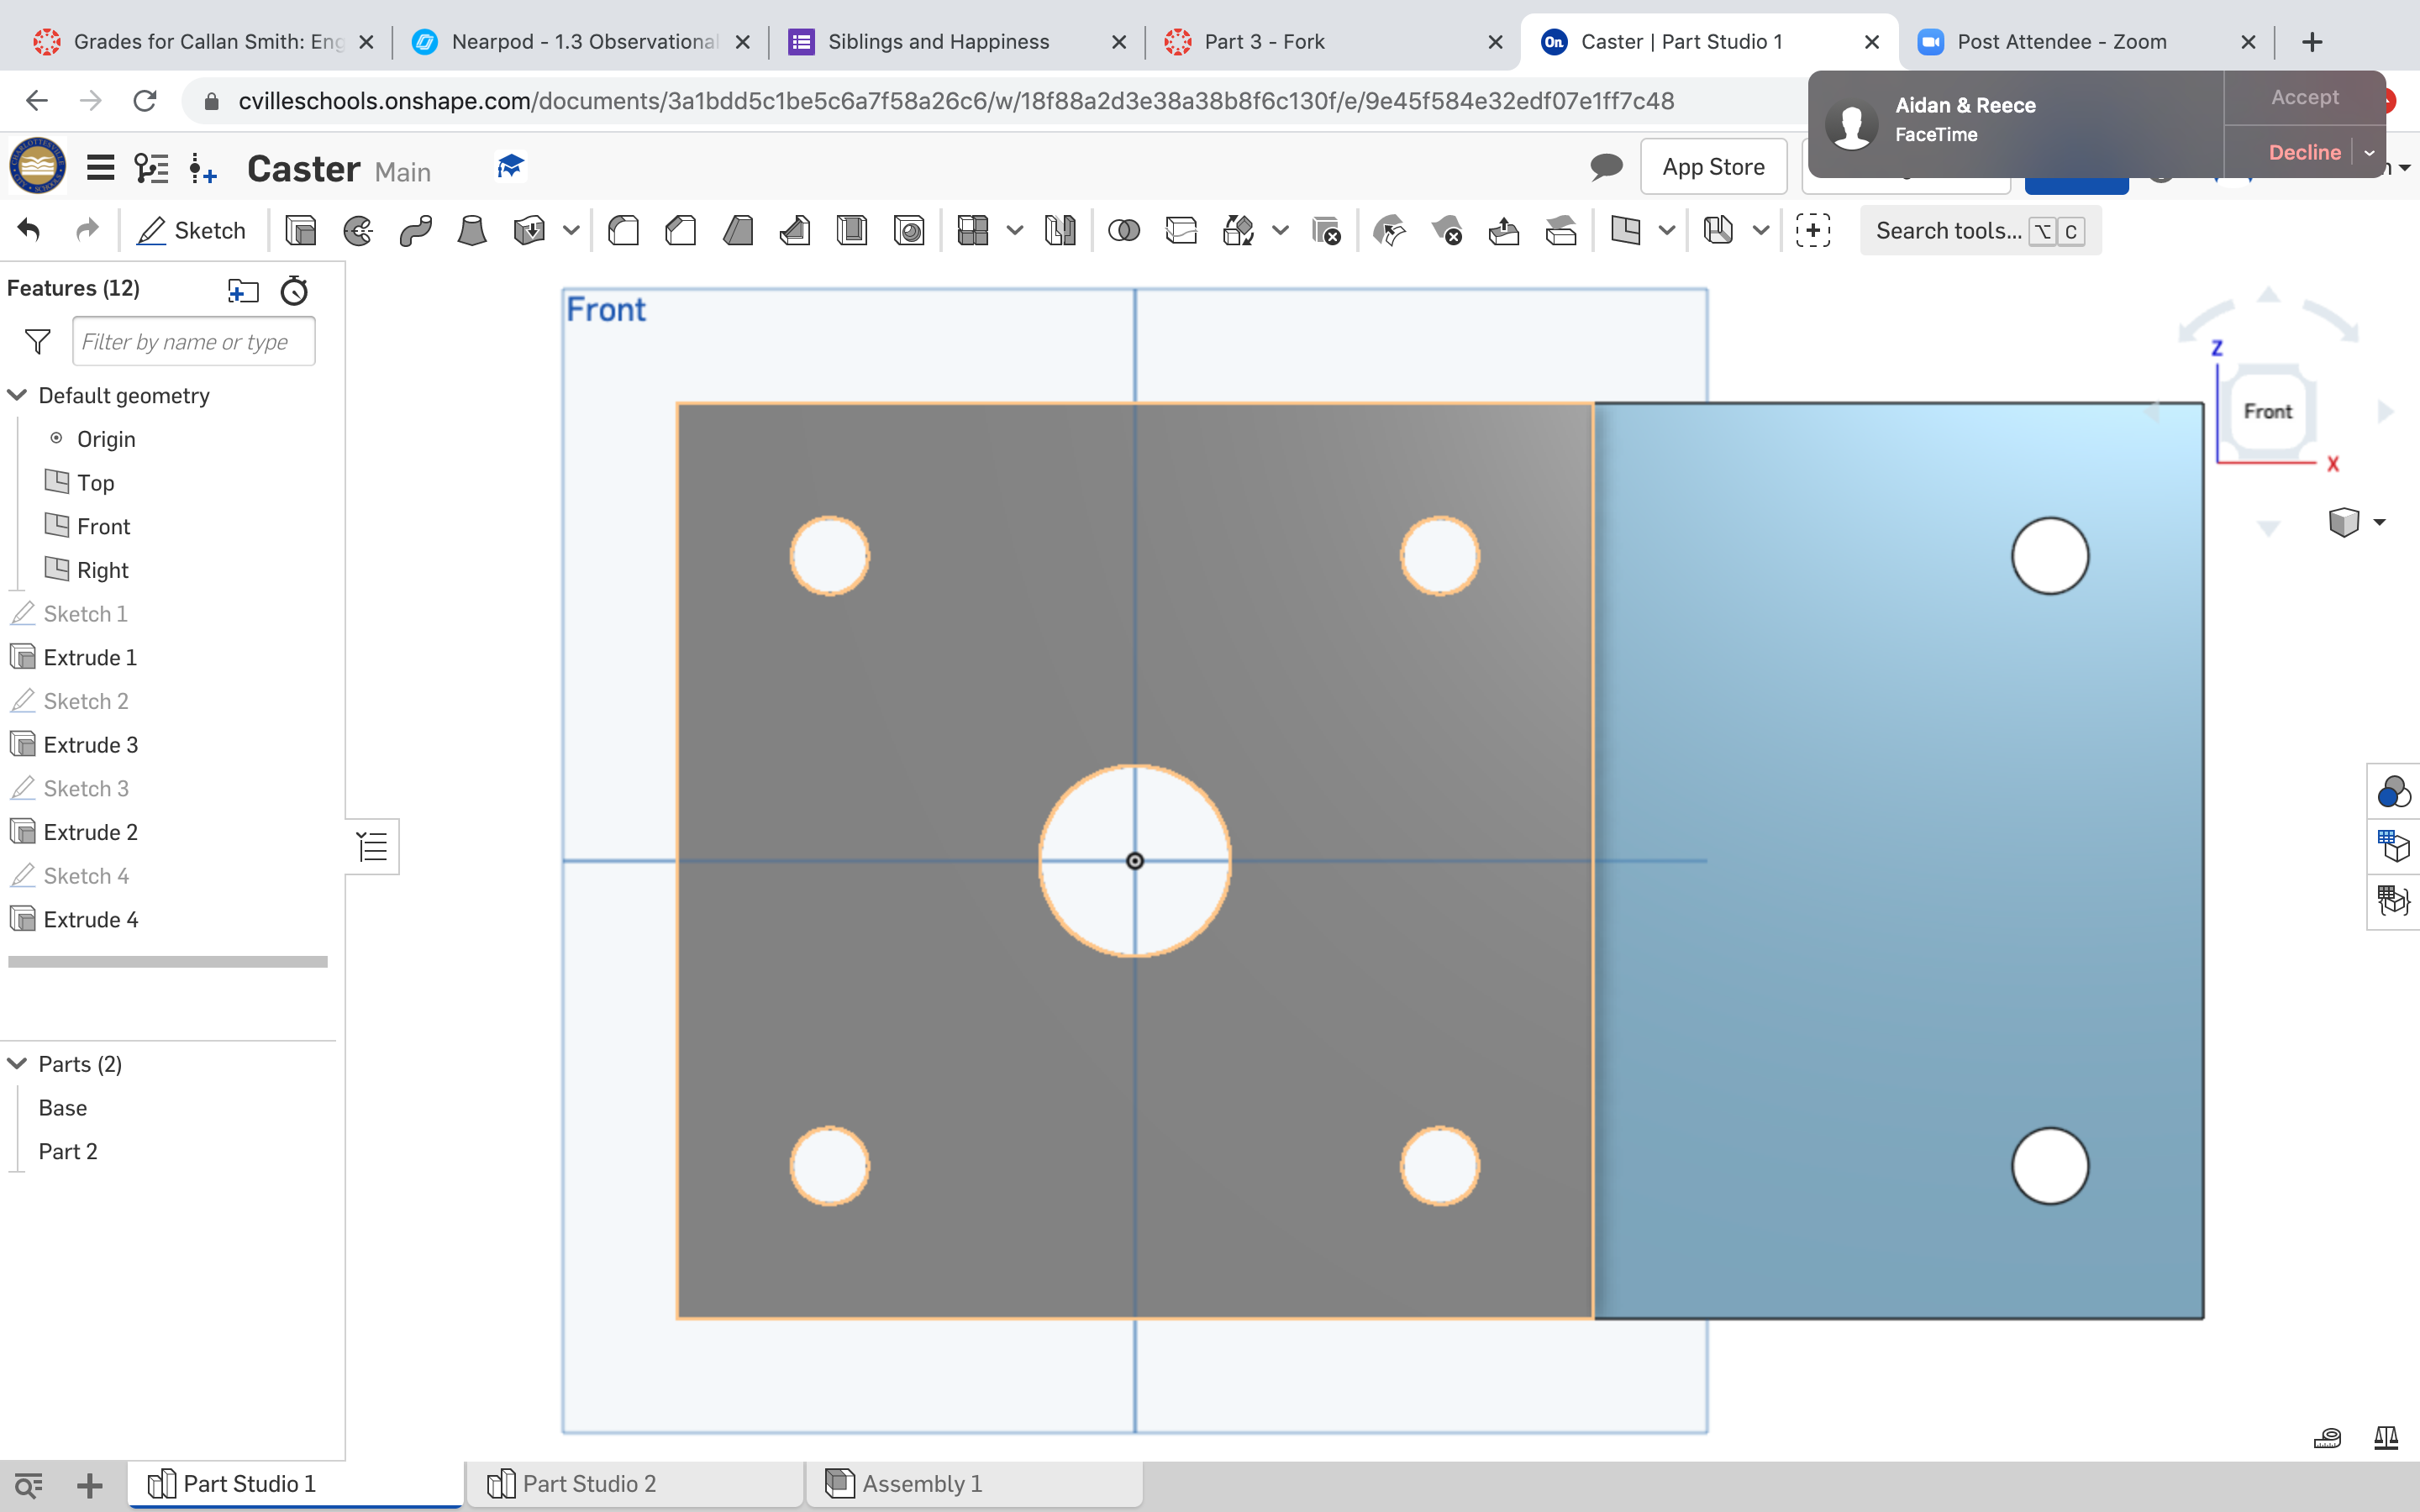 Grades for Callan Smith: Eng
Nearpod - 1.3 Observational
Siblings and Happiness
Part 3 - Fork
On
Caster | Part Studio 1
Post Attendee - Zoom
cvilleschools.onshape.com/documents/3a1bdd5c1be5c6a7f58a26c6/w/18f88a2d3e38a38b8f6c130f/e/9e45f584e32edf07e1ff7c48
Aidan & Reece
FaceTime
Accept
Decline
Caster Main
App Store
Sketch
Search tools... ⌥ C
Features (12)
Filter by name or type
Default geometry
Origin
Top
Front
Right
Sketch 1
Extrude 1
Sketch 2
Extrude 3
Sketch 3
Extrude 2
Sketch 4
Extrude 4
Parts (2)
Base
Part 2
Front
Z
Front
X
Part Studio 1
Part Studio 2
Assembly 1